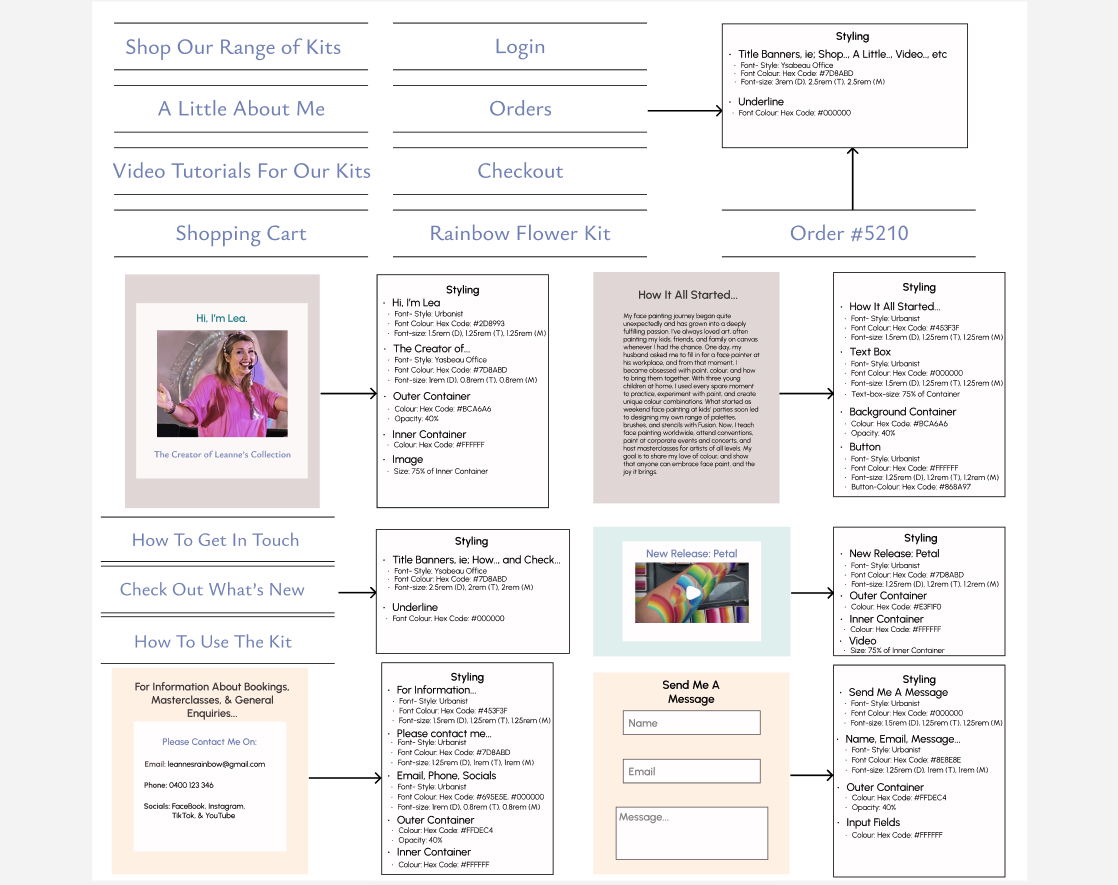 Shop Our Range of Kits
A Little About Me
Video Tutorials For Our Kits
Shopping Cart
Login
Orders
Checkout
Rainbow Flower Kit
Styling
· Title Banners, ie; Shop.., A Little.., Video.., etc
· Font- Style: Ysabeau Office
· Font Colour: Hex Code: #7D8ABD
· Font-size: 3rem (D), 2.5rem (T), 2.5rem (M)
· Underline
· Font Colour: Hex Code: #000000
Order #5210
Hi, I'm Lea.
The Creator of Leanne's Collection
Styling
· Hi, I'm Lea
· Font- Style: Urbanist
· Font Colour: Hex Code: #2D8993
· Font-size: 1.5rem (D), 1.25rem (T), 1.25rem (M)
· The Creator of...
· Font- Style: Yasbeau Office
· Font Colour: Hex Code: #7D8ABD
· Font-size: 1rem (D), 0.8rem (T), 0.8rem (M)
· Outer Container
· Colour: Hex Code: #BCA6A6
· Opacity: 40%
· Inner Container
· Colour: Hex Code: #FFFFFF
· Image
· Size: 75% of Inner Container
How It All Started...
My face painting journey began quite
unexpectedly and has grown into a deeply
fulfilling passion. I've always loved art, often
painting my kids, friends, and family on canvas
whenever I had the chance. One day, my
husband asked me to fill in for a face painter at
his workplace, and from that moment, I
became obsessed with paint, colour, and how
to bring them together. With three young
children at home, I used every spare moment
to practice, experiment with paint, and create
unique colour combinations. What started as
weekend face painting at kids' parties soon led
to designing my own range of palettes,
brushes, and stencils with Fusion. Now, I teach
face painting worldwide, attend conventions,
paint at corporate events and concerts, and
host masterclasses for artists of all levels. My
goal is to share my love of colour, and show
that anyone can embrace face paint, and the
joy it brings.
Styling
· How It All Started...
· Font- Style: Urbanist
· Font Colour: Hex Code: #453F3F
· Font-size: 1.5rem (D), 1.25rem (T), 1.25rem (M)
· Text Box
· Font-Style: Urbanist
· Font Colour: Hex Code: #000000
· Font-size: 1.5rem (D), 1.25rem (T), 1.25rem (M)
· Text-box-size: 75% of Container
· Background Container
· Colour: Hex Code: #BCA6A6
· Opacity: 40%
· Button
· Font- Style: Urbanist
· Font Colour: Hex Code: #FFFFFF
· Font-size: 1.25rem (D), 1.2rem (T), 1.2rem (M)
· Button-Colour: Hex Code: #868A97
How To Get In Touch
Check Out What's New
How To Use The Kit
Styling
· Title Banners, ie; How... and Check...
· Font- Style: Ysabeau Office
· Font Colour: Hex Code: #7D8ABD
· Font-size: 2.5rem (D), 2rem (T), 2rem (M)
· Underline
· Font Colour: Hex Code: #000000
New Release: Petal
Styling
· New Release: Petal
· Font- Style: Urbanist
· Font Colour: Hex Code: #7D8ABD
· Font-size: 1.25rem (D), 1.2rem (T), 1.2rem (M)
· Outer Container
· Colour: Hex Code: #E3F1F0
· Inner Container
· Colour: Hex Code: #FFFFFF
· Video
· Size: 75% of Inner Container
For Information About Bookings,
Masterclasses, & General
Enquiries...
Please Contact Me On:
Email: leannesrainbow@gmail.com
Phone: 0400 123 346
Socials: FaceBook, Instagram,
TikTok, & YouTube
Styling
· For Information...
· Font- Style: Urbanist
· Font Colour: Hex Code: #453F3F
· Font-size: 1.5rem (D), 1.25rem (T), 1.25rem (M)
· Please contact me...
· Font- Style: Urbanist
· Font Colour: Hex Code: #7D8ABD
· Font-size: 1.25rem (D), 1rem (T), 1rem (M)
· Email, Phone, Socials
· Font- Style: Urbanist
· Font Colour: Hex Code: #695E5E, #000000
· Font-size: 1rem (D), 0.8rem (T), 0.8rem (M)
· Outer Container
· Colour: Hex Code: #FFDEC4
· Opacity: 40%
· Inner Container
· Colour: Hex Code: #FFFFFF
Send Me A
Message
Name
Email
Message...
Styling
· Send Me A Message
· Font- Style: Urbanist
· Font Colour: Hex Code: #000000
· Font-size: 1.5rem (D), 1.25rem (T), 1.25rem (M)
· Name, Email, Message...
· Font- Style: Urbanist
· Font Colour: Hex Code: #8E8E8E
· Font-size: 1.25rem (D), 1rem (T), 1rem (M)
· Outer Container
· Colour: Hex Code: #FFDEC4
· Opacity: 40%
· Input Fields
· Colour: Hex Code: #FFFFFF